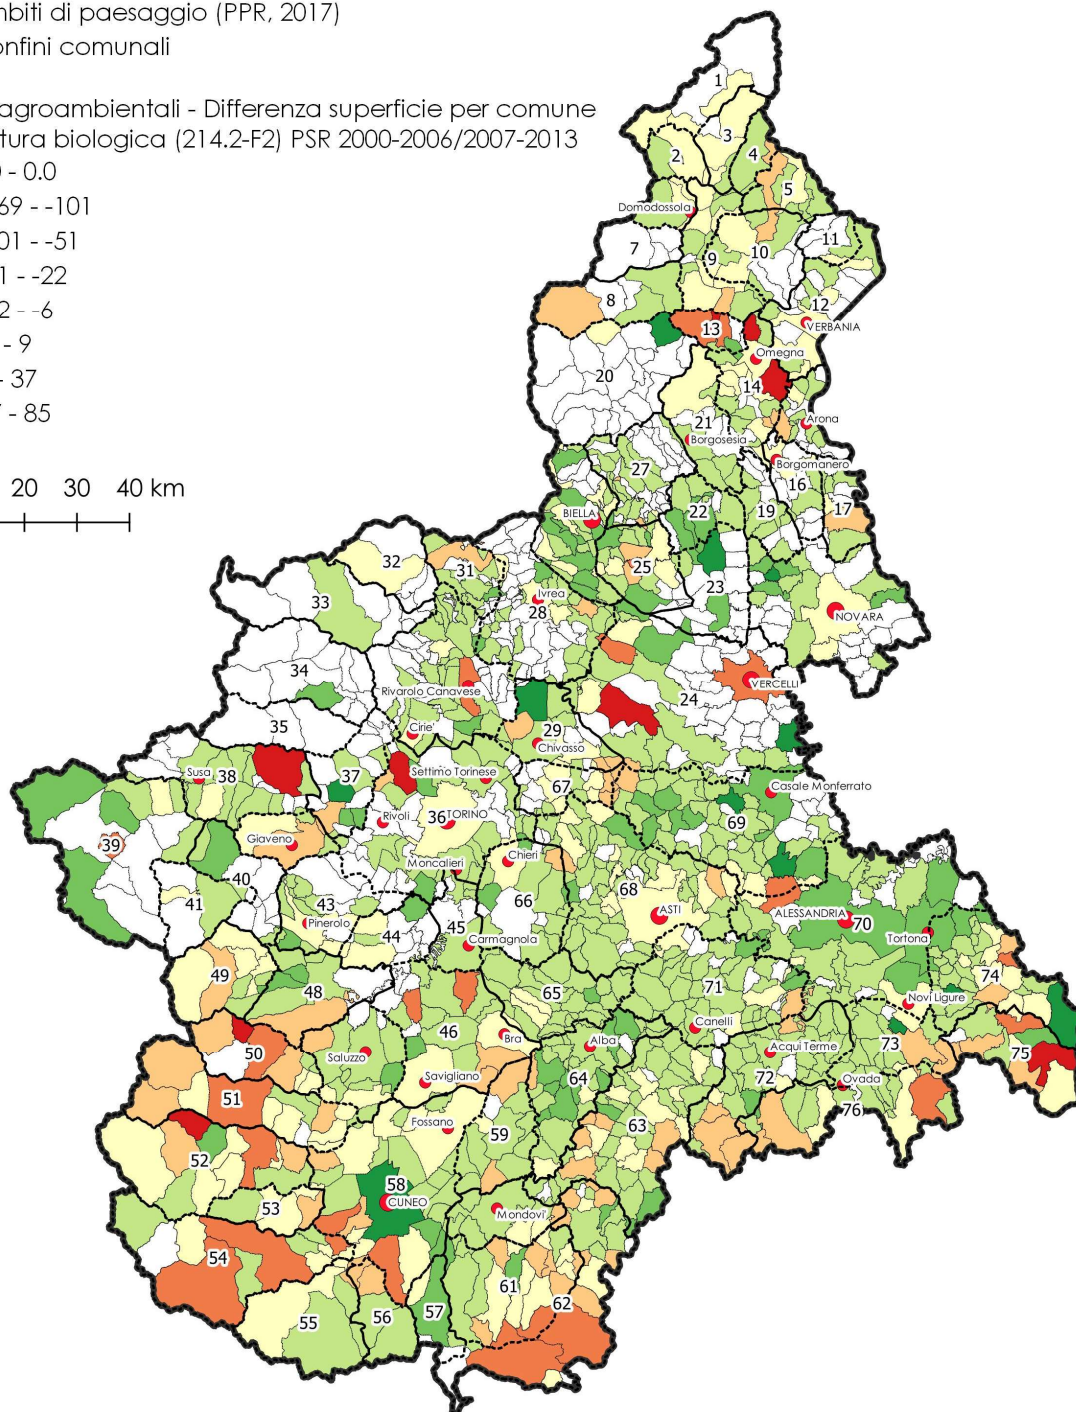 nbiti di paesaggio (PPR, 2017)
onfini comunali
agroambientali - Differenza superficie per comune
tura biologica (214.2-F2) PSR 2000-2006/2007-2013
- 0.0
69 - -101
01 - -51
1 - -22
2 - -6
- 9
- 37
- 85
20 30 40 km
1
3
2
4
5
Domodossola
7
9
10
11
8
12
13
VERBANIA
Omegna
20
14
21
Arona
Borgosesia
27
Borgomanero
16
BIELLA
22
19
17
32
31
25
23
33
Ivrea
28
NOVARA
34
Rivarolo Canavese
VERCELLI
24
35
Cirie'
29
Chivasso
Susa
38
37
Settimo Torinese
67
Casale Monferrato
Rivoli
36
TORINO
69
39
Giaveno
Moncalieri
Chieri
40
68
41
43
66
ASTI
ALESSANDRIA
70
Pinerolo
44
45
Carmagnola
Tortona
49
48
65
71
74
46
Novi Ligure
50
Saluzzo
Bra
Alba
Canelli
Acqui Terme
73
75
51
Savigliano
64
72
Ovada
76
Fossano
59
63
52
58
CUNEO
53
Mondovi'
54
61
62
55
56
57